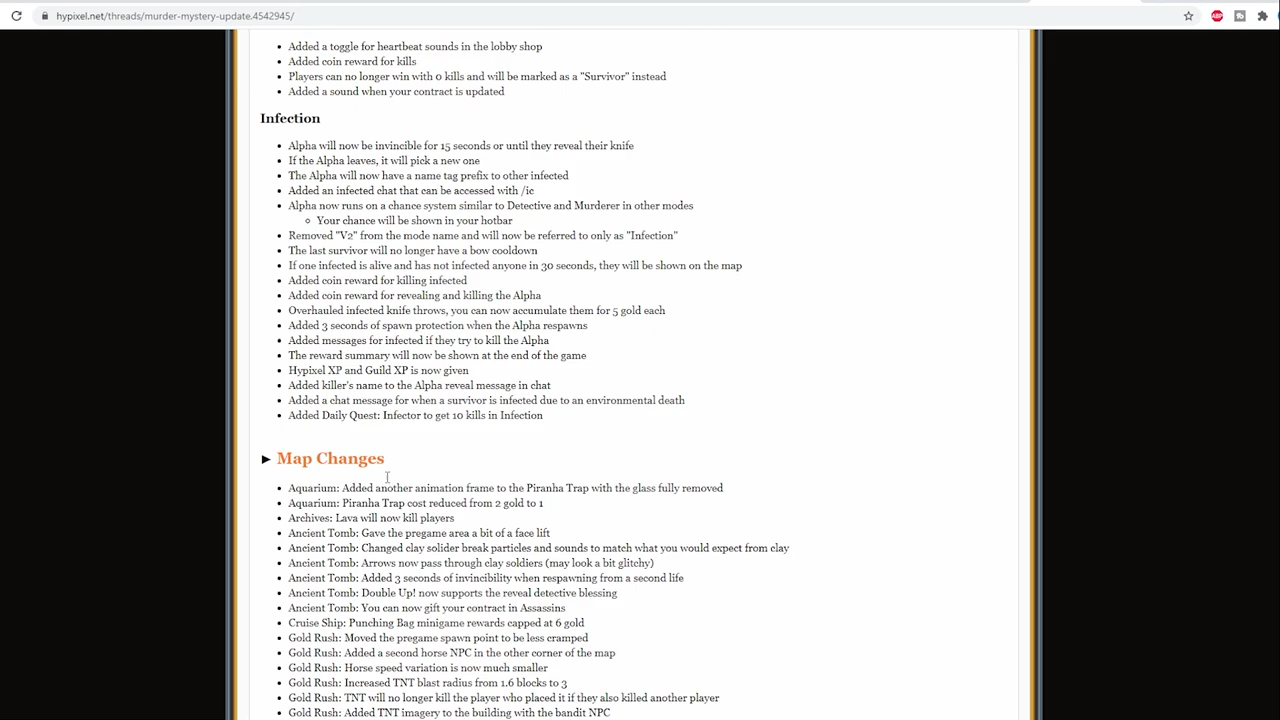 hypixel.net/threads/murder-mystery-update.4542945/
ABP
• Added a toggle for heartbeat sounds in the lobby shop
• Added coin reward for kills
• Players can no longer win with 0 kills and will be marked as a "Survivor" instead
• Added a sound when your contract is updated
Infection
• Alpha will now be invincible for 15 seconds or until they reveal their knife
• If the Alpha leaves, it will pick a new one
• The Alpha will now have a name tag prefix to other infected
• Added an infected chat that can be accessed with /ic
• Alpha now runs on a chance system similar to Detective and Murderer in other modes
◦ Your chance will be shown in your hotbar
• Removed "V2" from the mode name and will now be referred to only as "Infection"
• The last survivor will no longer have a bow cooldown
• If one infected is alive and has not infected anyone in 30 seconds, they will be shown on the map
• Added coin reward for killing infected
• Added coin reward for revealing and killing the Alpha
• Overhauled infected knife throws, you can now accumulate them for 5 gold each
• Added 3 seconds of spawn protection when the Alpha respawns
• Added messages for infected if they try to kill the Alpha
• The reward summary will now be shown at the end of the game
• Hypixel XP and Guild XP is now given
• Added killer's name to the Alpha reveal message in chat
• Added a chat message for when a survivor is infected due to an environmental death
• Added Daily Quest: Infector to get 10 kills in Infection
► Map Changes
• Aquarium: Added another animation frame to the Piranha Trap with the glass fully removed
• Aquarium: Piranha Trap cost reduced from 2 gold to 1
• Archives: Lava will now kill players
• Ancient Tomb: Gave the pregame area a bit of a face lift
• Ancient Tomb: Changed clay solider break particles and sounds to match what you would expect from clay
• Ancient Tomb: Arrows now pass through clay soldiers (may look a bit glitchy)
• Ancient Tomb: Added 3 seconds of invincibility when respawning from a second life
• Ancient Tomb: Double Up! now supports the reveal detective blessing
• Ancient Tomb: You can now gift your contract in Assassins
• Cruise Ship: Punching Bag minigame rewards capped at 6 gold
• Gold Rush: Moved the pregame spawn point to be less cramped
• Gold Rush: Added a second horse NPC in the other corner of the map
• Gold Rush: Horse speed variation is now much smaller
• Gold Rush: Increased TNT blast radius from 1.6 blocks to 3
• Gold Rush: TNT will no longer kill the player who placed it if they also killed another player
• Gold Rush: Added TNT imagery to the building with the bandit NPC